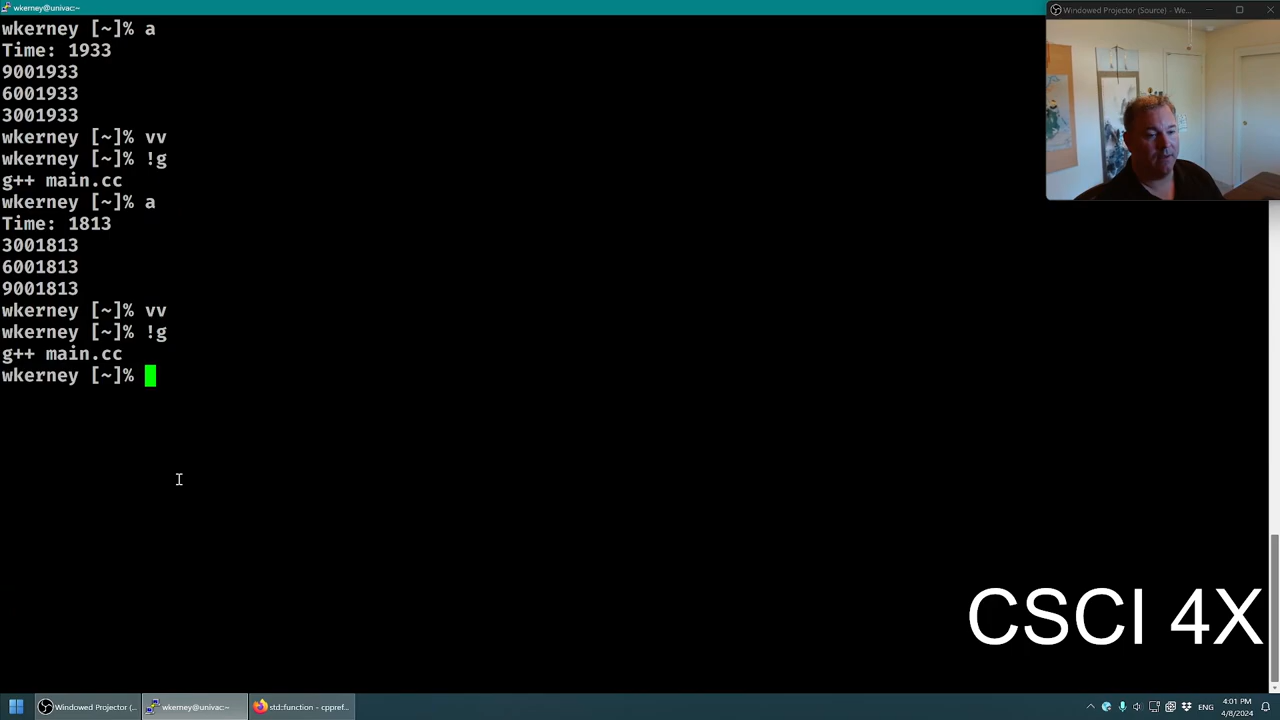 wkerney@univac:~
Windowed Projector (Source) - We...
wkerney [~]% a
Time: 1933
9001933
6001933
3001933
wkerney [~]% vv
wkerney [~]% !g
g++ main.cc
wkerney [~]% a
Time: 1813
3001813
6001813
9001813
wkerney [~]% vv
wkerney [~]% !g
g++ main.cc
wkerney [~]%
CSCI 4X
Windowed Projector (...
wkerney@univac:~
std::function - cppref...
ENG
4:01 PM
4/8/2024